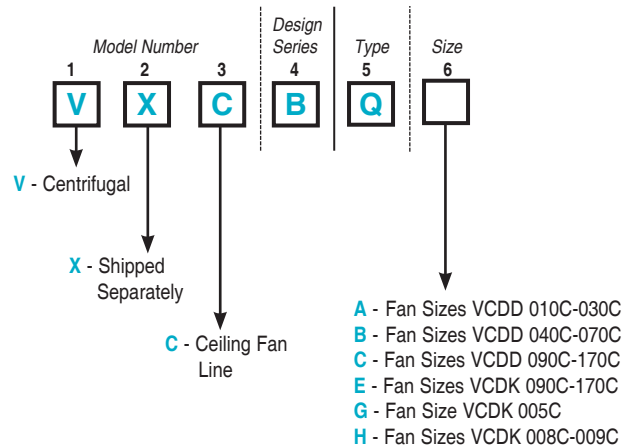 Design
Model Number Series Type Size
1 2 3 4 5 6
V X C B Q
V - Centrifugal
X - Shipped
Separately
C - Ceiling Fan
Line
A - Fan Sizes VCDD 010C-030C
B - Fan Sizes VCDD 040C-070C
C - Fan Sizes VCDD 090C-170C
E - Fan Sizes VCDK 090C-170C
G - Fan Size VCDK 005C
H - Fan Sizes VCDK 008C-009C